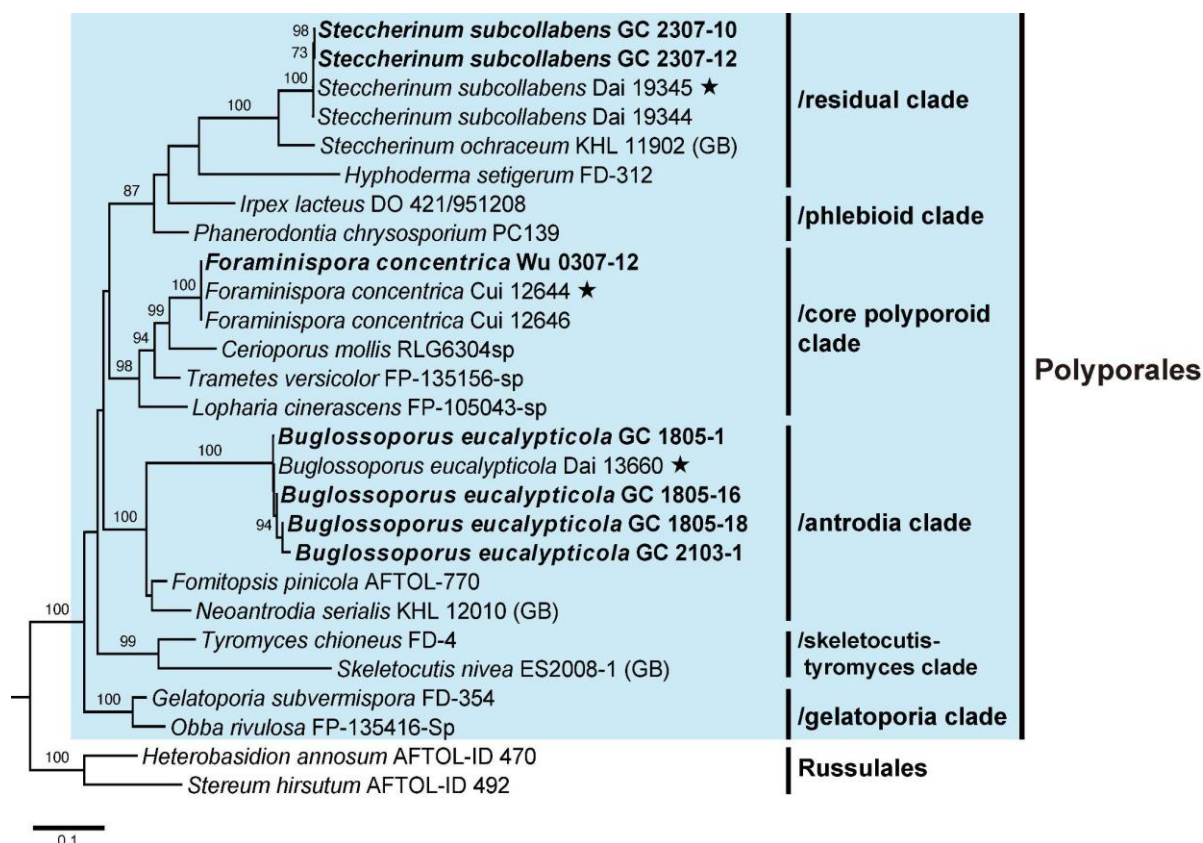 98
Steccherinum subcollabens GC 2307-10
73
Steccherinum subcollabens GC 2307-12
100
Steccherinum subcollabens Dai 19345 ★
100
Steccherinum subcollabens Dai 19344
/residual clade
Steccherinum ochraceum KHL 11902 (GB)
Hyphoderma setigerum FD-312
87
Irpex lacteus DO 421/951208
/phlebioid clade
Phanerodontia chrysosporium PC139
Foraminispora concentrica Wu 0307-12
100
Foraminispora concentrica Cui 12644 ★
99
Foraminispora concentrica Cui 12646
/core polyporoid
clade
94
Cerioporus mollis RLG6304sp
98
Trametes versicolor FP-135156-sp
Polyporales
Lopharia cinerascens FP-105043-sp
Buglossoporus eucalypticola GC 1805-1
100
Buglossoporus eucalypticola Dai 13660 ★
Buglossoporus eucalypticola GC 1805-16
100
94
Buglossoporus eucalypticola GC 1805-18
/antrodia clade
Buglossoporus eucalypticola GC 2103-1
Fomitopsis pinicola AFTOL-770
100
Neoantrodia serialis KHL 12010 (GB)
99
Tyromyces chioneus FD-4
/skeletocutis-
tyromyces clade
Skeletocutis nivea ES2008-1 (GB)
100
Gelatoporia subvermispora FD-354
/gelatoporia clade
Obba rivulosa FP-135416-Sp
100
Heterobasidion annosum AFTOL-ID 470
Russulales
Stereum hirsutum AFTOL-ID 492
0.1